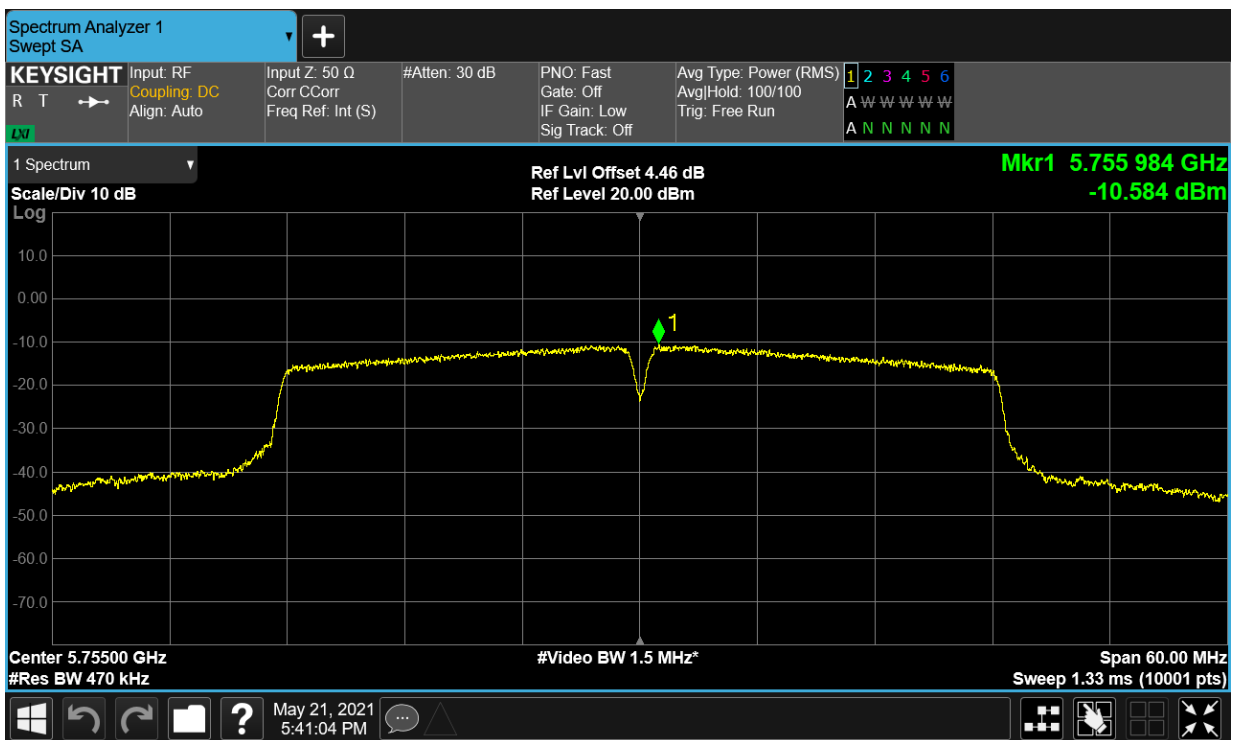 Spectrum Analyzer 1
Swept SA
▼
+
KEYSIGHT
R T
LXI
Input: RF
Coupling: DC
Align: Auto
Input Z: 50 Ω
Corr CCorr
Freq Ref: Int (S)
#Atten: 30 dB
PNO: Fast
Gate: Off
IF Gain: Low
Sig Track: Off
Avg Type: Power (RMS)
Avg|Hold: 100/100
Trig: Free Run
1 2 3 4 5 6
A W W W W W
A N N N N N
1 Spectrum ▼
Scale/Div 10 dB
Ref Lvl Offset 4.46 dB
Ref Level 20.00 dBm
Mkr1 5.755 984 GHz
-10.584 dBm
Log
10.0
0.00
-10.0
-20.0
-30.0
-40.0
-50.0
-60.0
-70.0
1
Center 5.75500 GHz
#Res BW 470 kHz
#Video BW 1.5 MHz*
Span 60.00 MHz
Sweep 1.33 ms (10001 pts)
?
May 21, 2021
5:41:04 PM